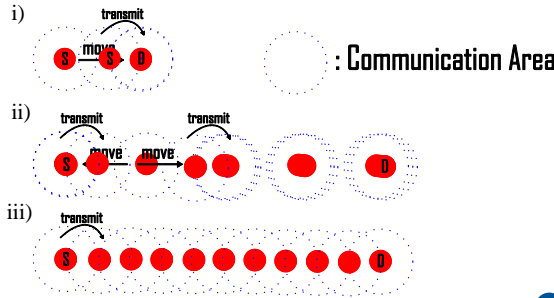 i)
transmit
move
S S D
: Communication Area
ii)
transmit transmit
move move
S D
iii)
transmit
S D